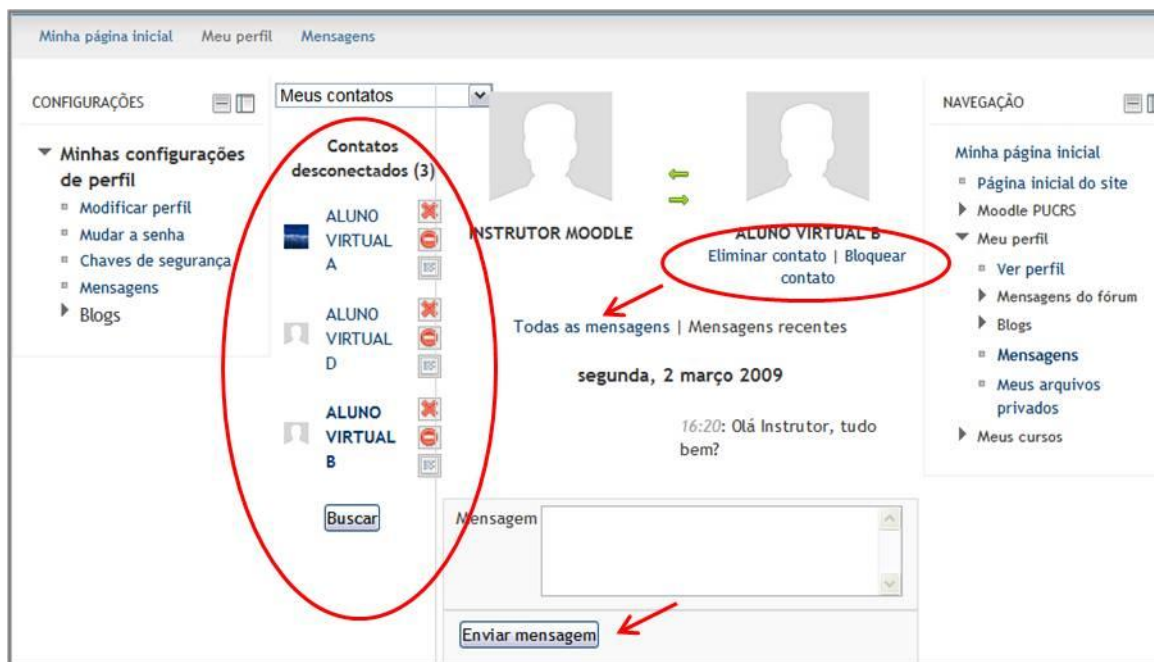 Minha página inicial Meu perfil Mensagens
CONFIGURAÇÕES
Minhas configurações
de perfil
Modificar perfil
Mudar a senha
Chaves de segurança
Mensagens
Blogs
Meus contatos
Contatos
desconectados (3)
ALUNO
VIRTUAL
A
ALUNO
VIRTUAL
D
ALUNO
VIRTUAL
B
Buscar
INSTRUTOR MOODLE
ALUNO VIRTUAL B
Eliminar contato | Bloquear
contato
Todas as mensagens | Mensagens recentes
segunda, 2 março 2009
16:20: Olá Instrutor, tudo
bem?
Mensagem
Enviar mensagem
NAVEGAÇÃO
Minha página inicial
Página inicial do site
Moodle PUCRS
Meu perfil
Ver perfil
Mensagens do fórum
Blogs
Mensagens
Meus arquivos
privados
Meus cursos